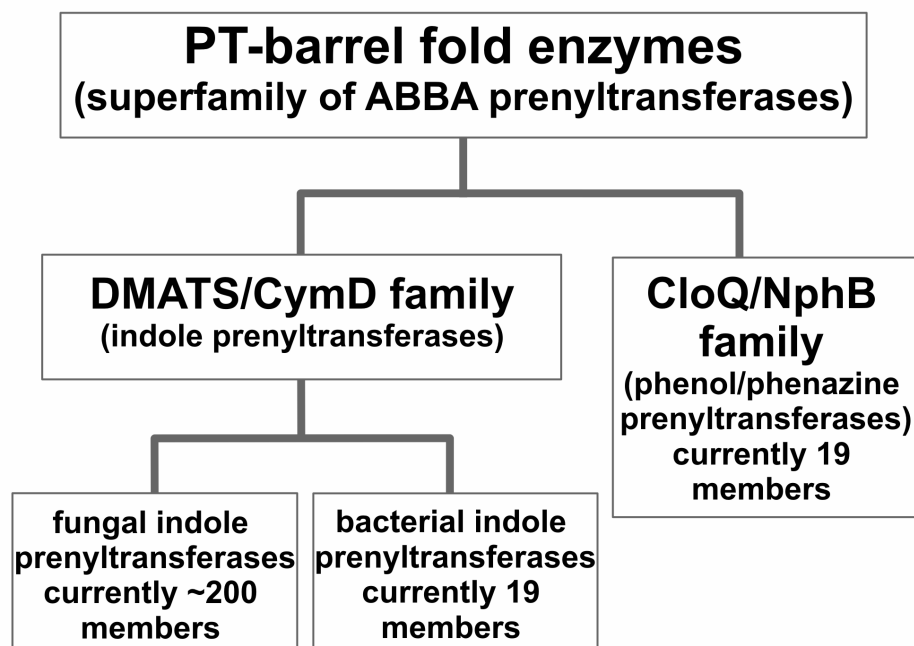 PT-barrel fold enzymes
(superfamily of ABBA prenyltransferases)
DMATS/CymD family
(indole prenyltransferases)
CloQ/NphB
family
(phenol/phenazine
prenyltransferases)
currently 19
members
fungal indole
prenyltransferases
currently ~200
members
bacterial indole
prenyltransferases
currently 19
members